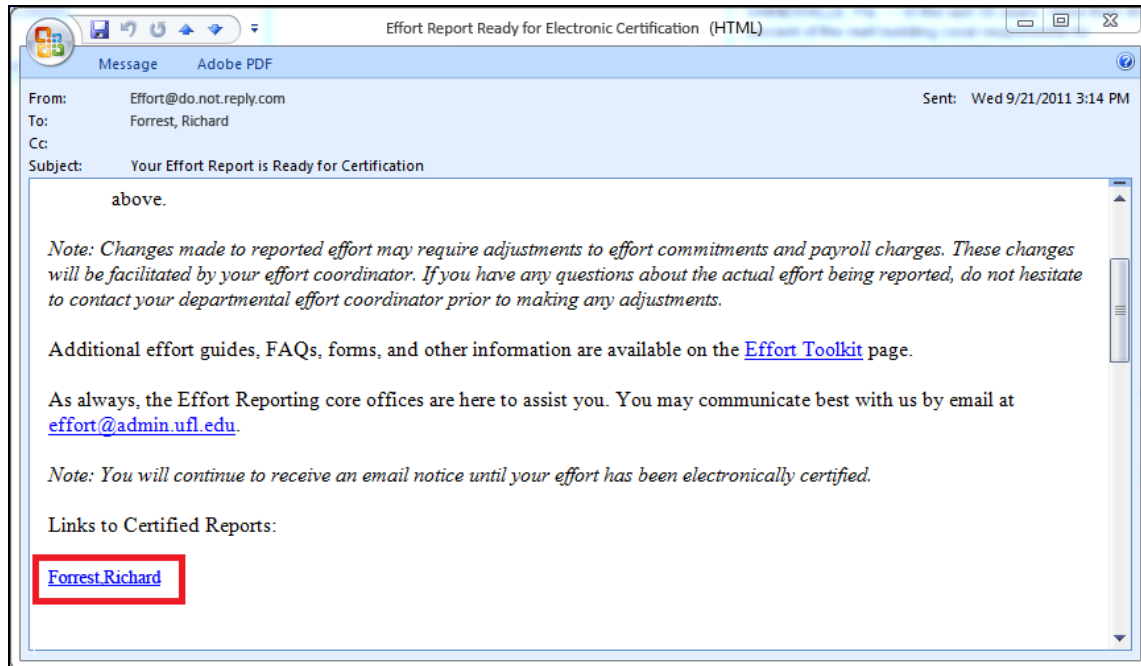 Effort Report Ready for Electronic Certification (HTML)
Message Adobe PDF
From: Effort@do.not.reply.com Sent: Wed 9/21/2011 3:14 PM
To: Forrest, Richard
Cc:
Subject: Your Effort Report is Ready for Certification
above.
Note: Changes made to reported effort may require adjustments to effort commitments and payroll charges. These changes
will be facilitated by your effort coordinator. If you have any questions about the actual effort being reported, do not hesitate
to contact your departmental effort coordinator prior to making any adjustments.
Additional effort guides, FAQs, forms, and other information are available on the Effort Toolkit page.
As always, the Effort Reporting core offices are here to assist you. You may communicate best with us by email at
effort@admin.ufl.edu.
Note: You will continue to receive an email notice until your effort has been electronically certified.
Links to Certified Reports:
Forrest,Richard